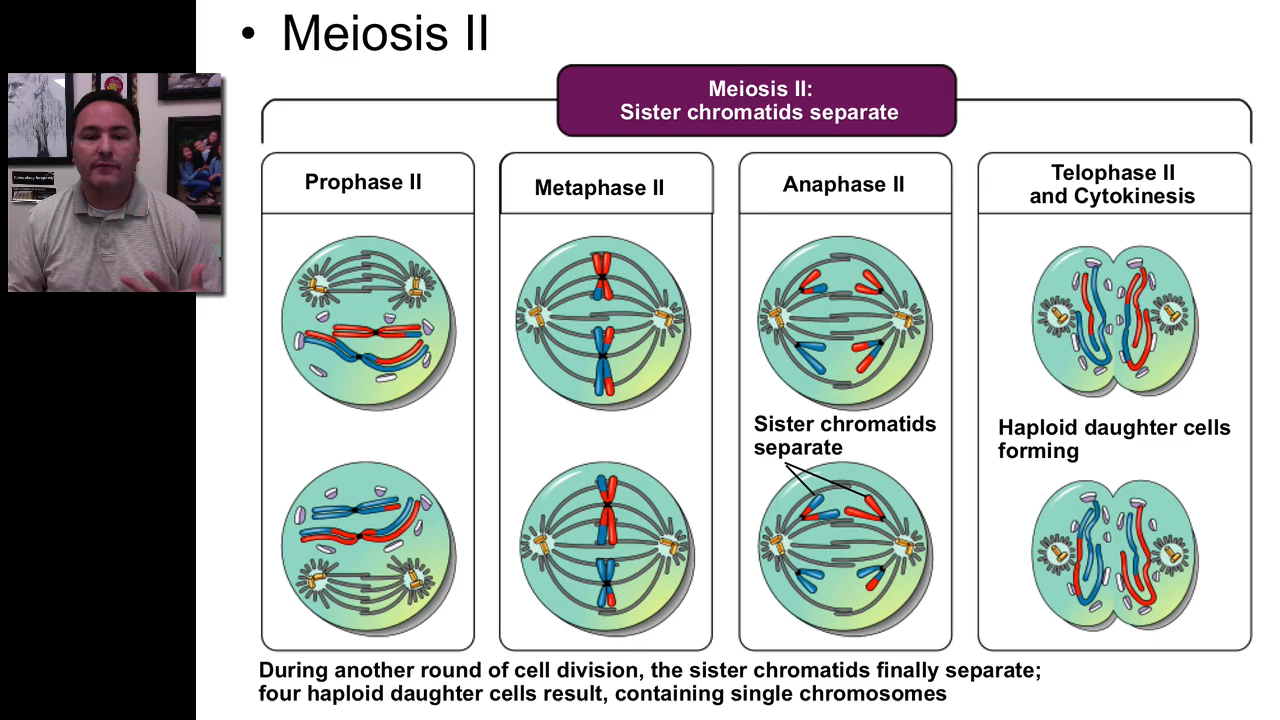 • Meiosis II
Meiosis II:
Sister chromatids separate
Prophase II
Metaphase II
Anaphase II
Telophase II
and Cytokinesis
Sister chromatids
separate
Haploid daughter cells
forming
During another round of cell division, the sister chromatids finally separate;
four haploid daughter cells result, containing single chromosomes